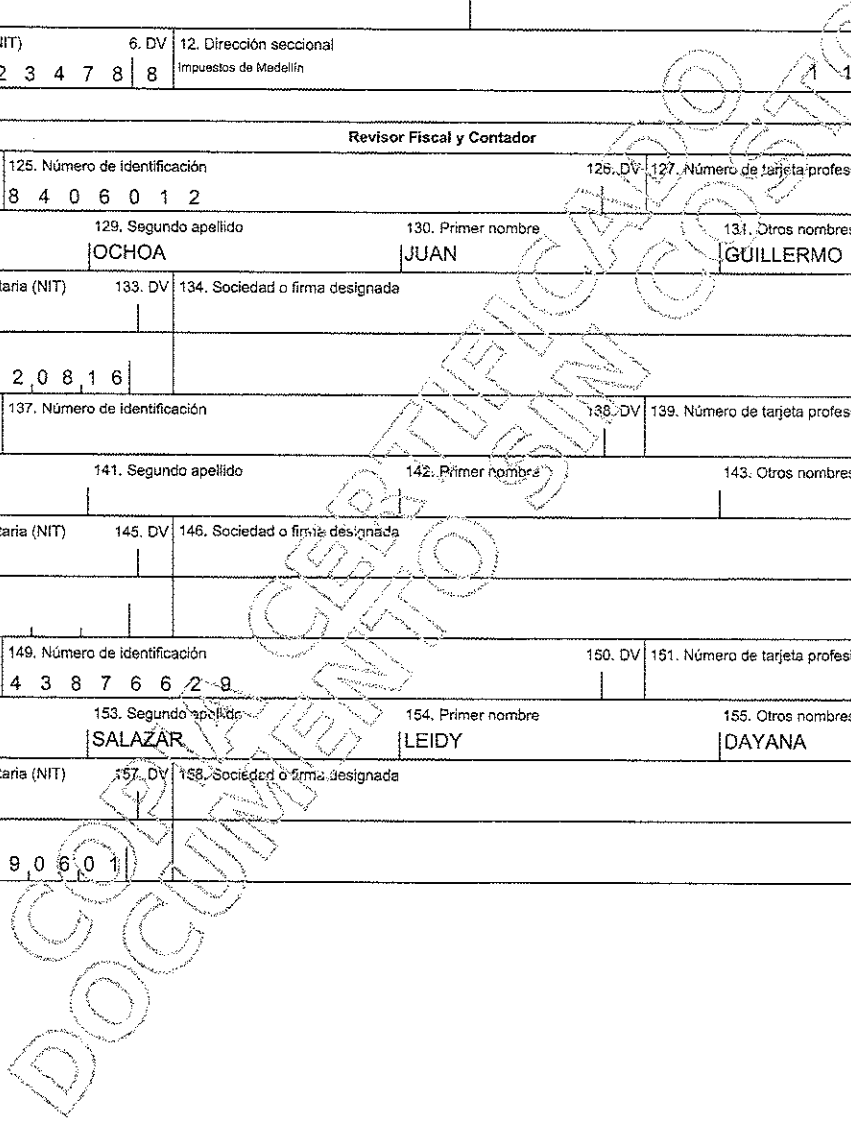 IIT) 6. DV 12. Dirección seccional
2 3 4 7 8 8 Impuestos de Medellín 1 1
Revisor Fiscal y Contador
125. Número de identificación 126. DV 127. Número de tarjeta profes
8 4 0 6 0 1 2
129. Segundo apellido 130. Primer nombre 131. Otros nombres
OCHOA JUAN GUILLERMO
taria (NIT) 133. DV 134. Sociedad o firma designada
2 0 8 1 6
137. Número de identificación 138. DV 139. Número de tarjeta profes
141. Segundo apellido 142. Primer nombre 143. Otros nombres
taria (NIT) 145. DV 146. Sociedad o firma designada
149. Número de identificación 150. DV 151. Número de tarjeta profesi
4 3 8 7 6 6 2 9
153. Segundo apellido 154. Primer nombre 155. Otros nombres
SALAZAR LEIDY DAYANA
taria (NIT) 157. DV 158. Sociedad o firma designada
9 0 6 0 1
COPIA CERTIFICADO
DOCUMENTO SIN COSTO